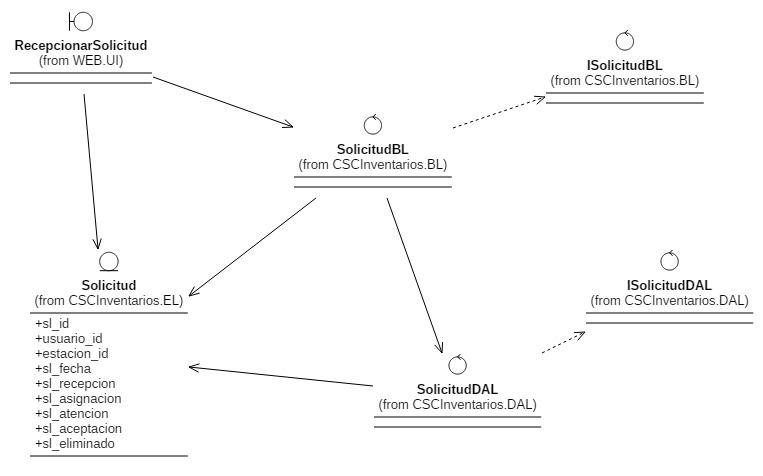 RecepcionarSolicitud
(from WEB.UI)
ISolicitudBL
(from CSCInventarios.BL)
SolicitudBL
(from CSCInventarios.BL)
Solicitud
(from CSCInventarios.EL)
+sl_id
+usuario_id
+estacion_id
+sl_fecha
+sl_recepcion
+sl_asignacion
+sl_atencion
+sl_aceptacion
+sl_eliminado
ISolicitudDAL
(from CSCInventarios.DAL)
SolicitudDAL
(from CSCInventarios.DAL)